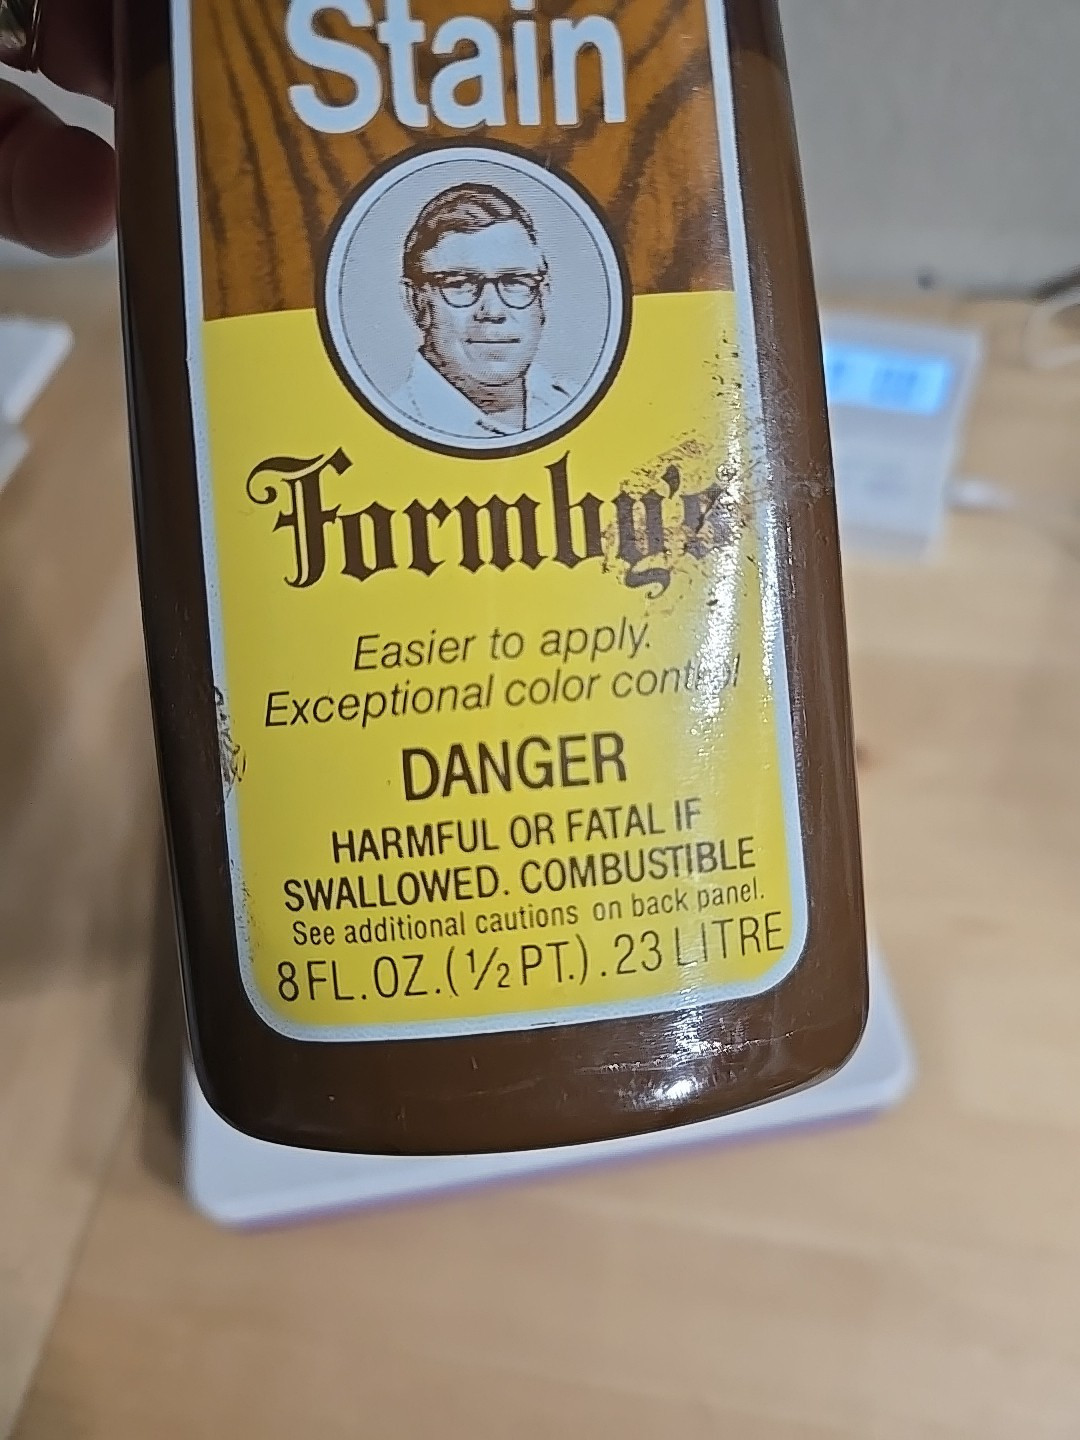 Stain
Formby's
Easier to apply.
Exceptional color control
DANGER
HARMFUL OR FATAL IF
SWALLOWED. COMBUSTIBLE
See additional cautions on back panel.
8 FL. OZ. (½ PT.) .23 LITRE